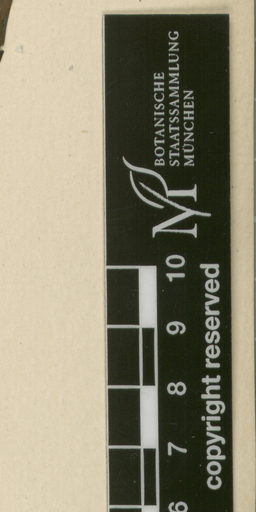 BOTANISCHE
STAATSSAMMLUNG
MÜNCHEN
M
10
9
8
7
6
copyright reserved